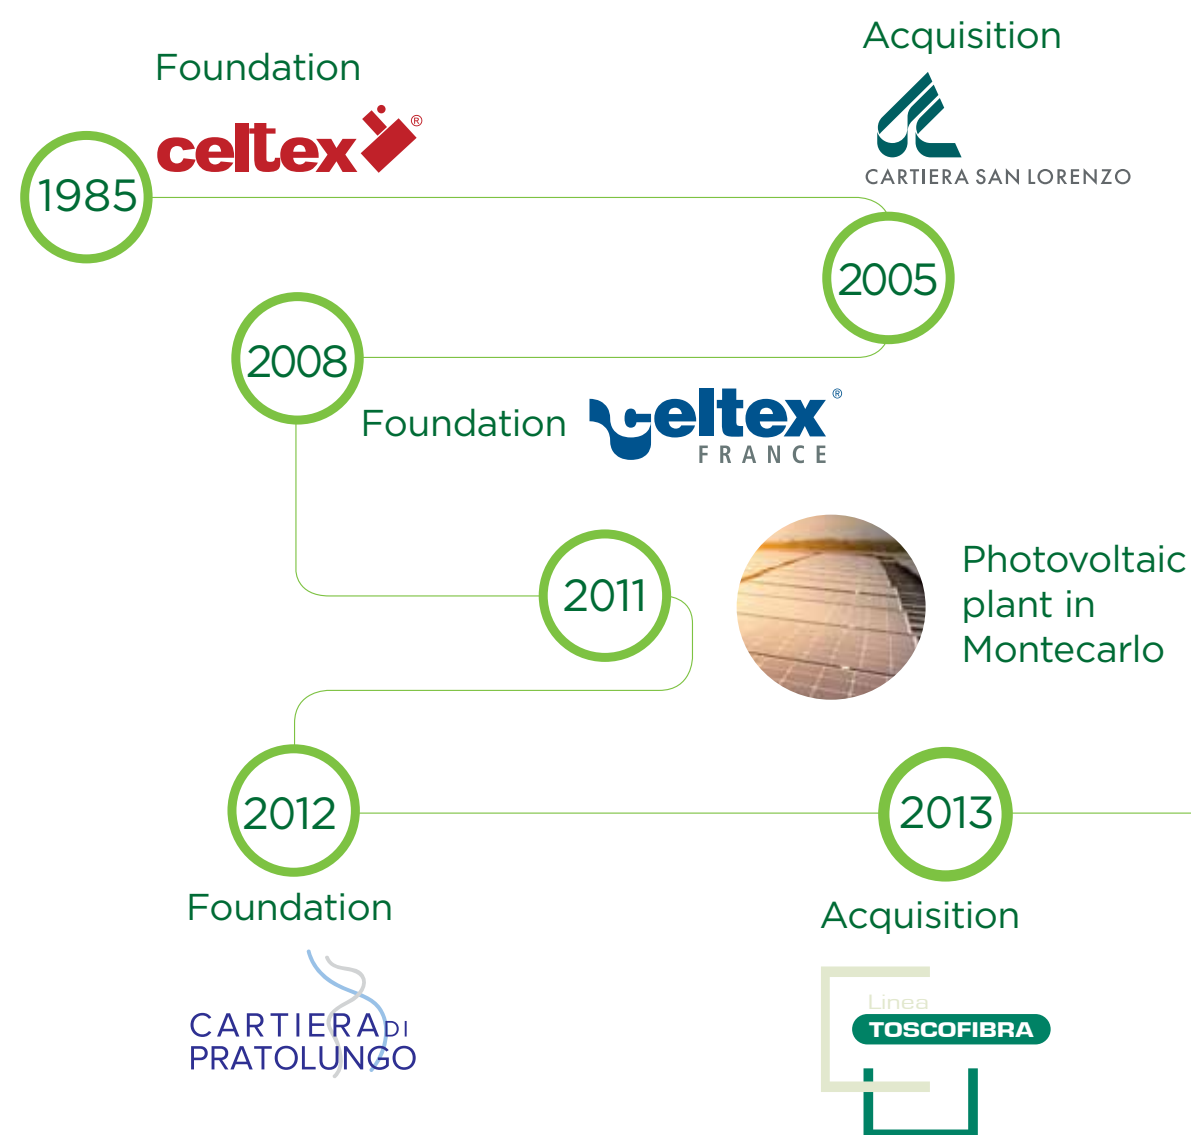 Foundation
celtex®
1985
Acquisition
CARTIERA SAN LORENZO
2005
2008
Foundation
celtex®
FRANCE
2011
Photovoltaic
plant in
Montecarlo
2012
Foundation
CARTIERA DI
PRATOLUNGO
2013
Acquisition
Linea
TOSCOFIBRA